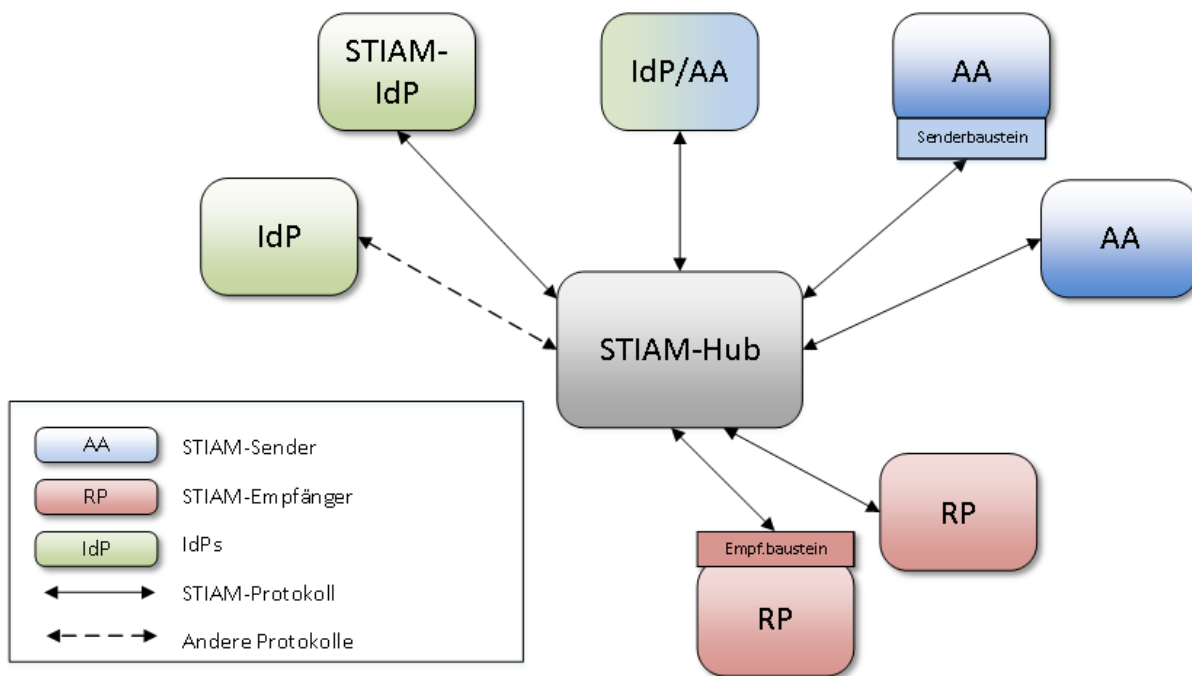 STIAM-
IdP
IdP/AA
AA
Senderbaustein
IdP
AA
STIAM-Hub
AA STIAM-Sender
RP STIAM-Empfänger
IdP IdPs
STIAM-Protokoll
Andere Protokolle
RP
Empf.baustein
RP